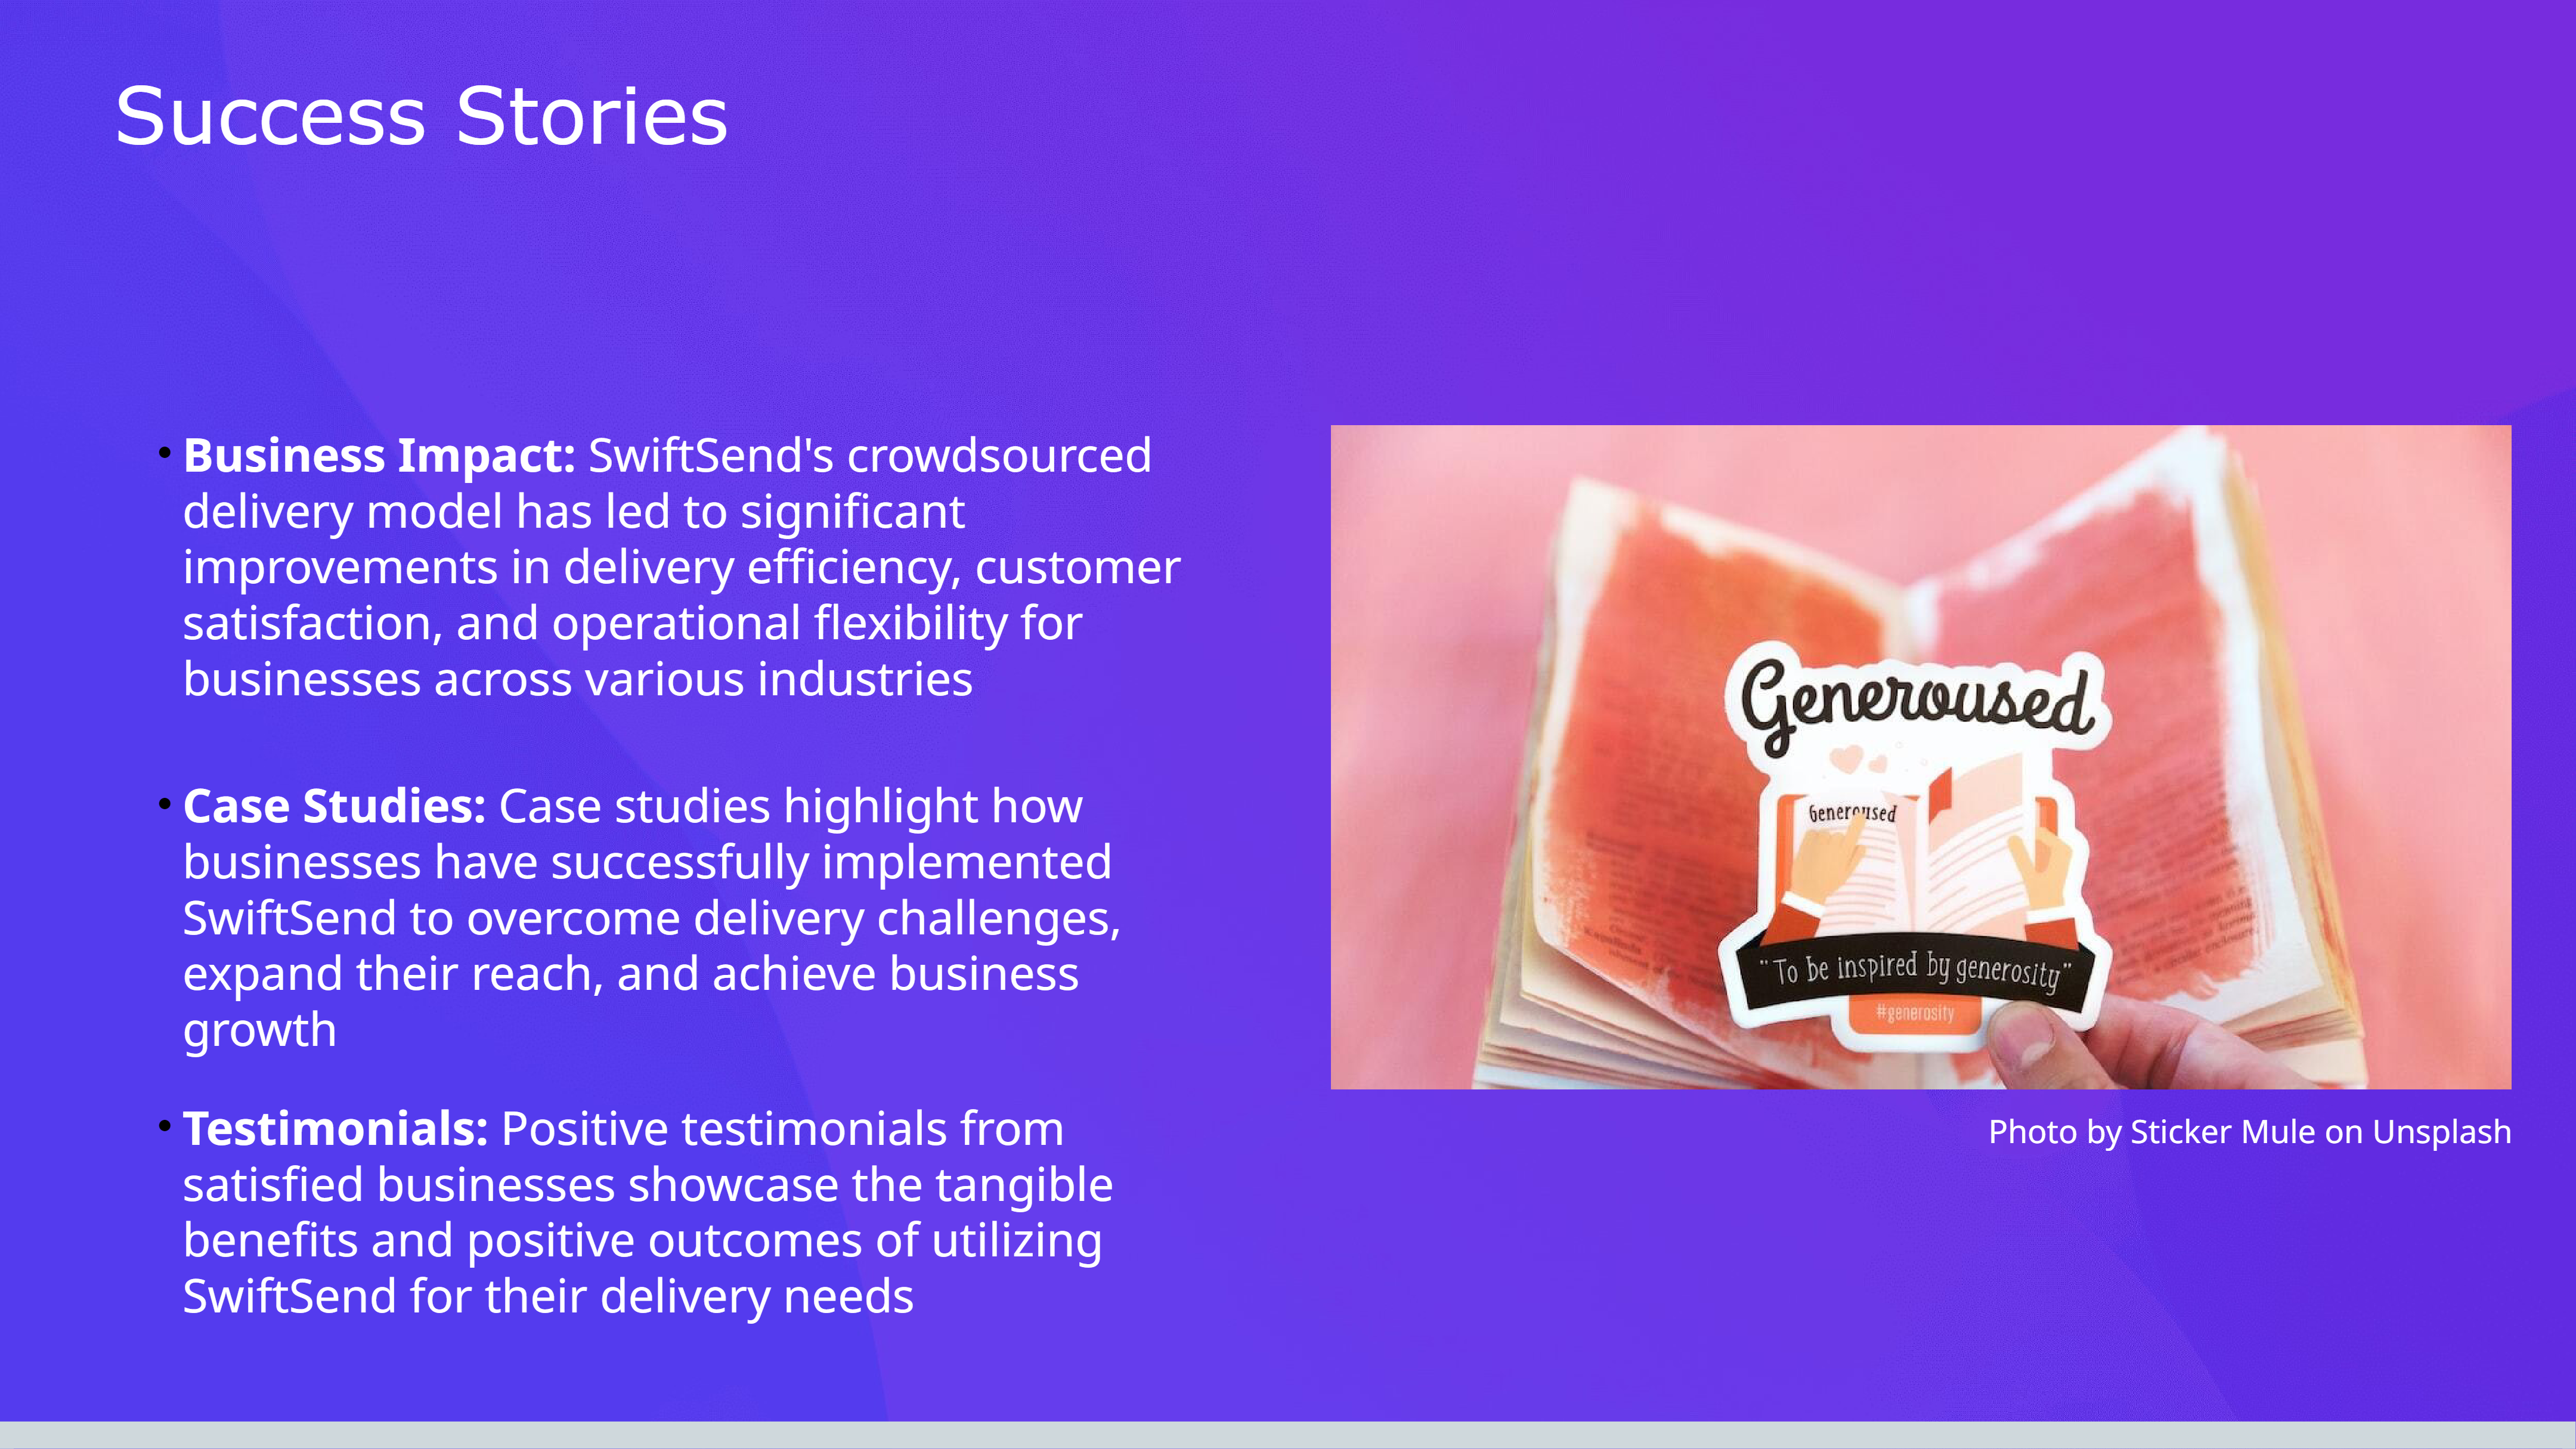 Success Stories
• Business Impact: SwiftSend's crowdsourced
delivery model has led to significant
improvements in delivery efficiency, customer
satisfaction, and operational flexibility for
businesses across various industries
• Case Studies: Case studies highlight how
businesses have successfully implemented
SwiftSend to overcome delivery challenges,
expand their reach, and achieve business
growth
• Testimonials: Positive testimonials from
satisfied businesses showcase the tangible
benefits and positive outcomes of utilizing
SwiftSend for their delivery needs
Generoused
Generoused
"To be inspired by generosity"
#generosity
Photo by Sticker Mule on Unsplash